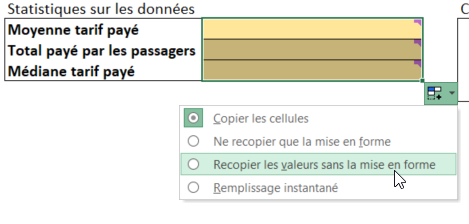 Statistiques sur les données
C
Moyenne tarif payé
Total payé par les passagers
Médiane tarif payé
Copier les cellules
Ne recopier que la mise en forme
Recopier les valeurs sans la mise en forme
Remplissage instantané